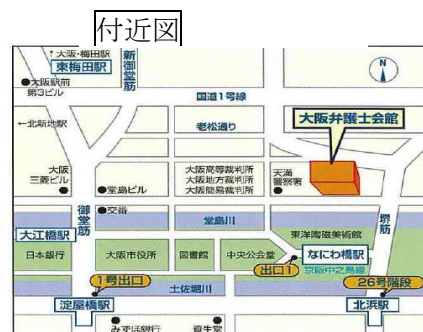 付近図
↑大阪・梅田駅
東梅田駅
新御堂筋
N
●大阪駅前
第3ビル
国道1号線
大阪弁護士会館
←北新地駅
老松通り
大阪
三菱ビル
●堂島ビル
大阪高等裁判所
大阪地方裁判所
大阪簡易裁判所
天満
警察署
●交番
御堂筋
堂島川
堺筋
大江橋駅
東洋陶磁美術館
なにわ橋駅
日本銀行
大阪市役所
図書館
中央公会堂
出口1
京阪中之島線
1号出口
土佐堀川
26号階段
淀屋橋駅
北浜駅
みずほ銀行
資生堂